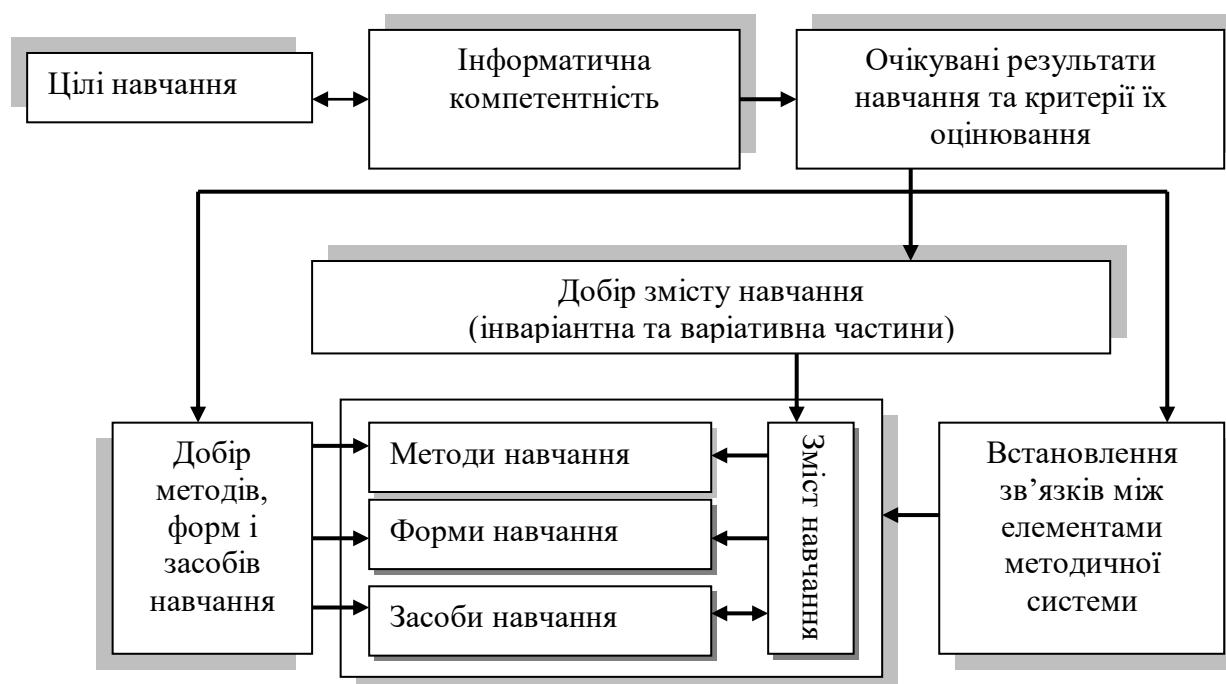 Цілі навчання
Інформатична
компетентність
Очікувані результати
навчання та критерії їх
оцінювання
Добір змісту навчання
(інваріантна та варіативна частини)
Добір
методів,
форм і
засобів
навчання
Методи навчання
Форми навчання
Засоби навчання
Зміст навчання
Встановлення
зв’язків між
елементами
методичної
системи